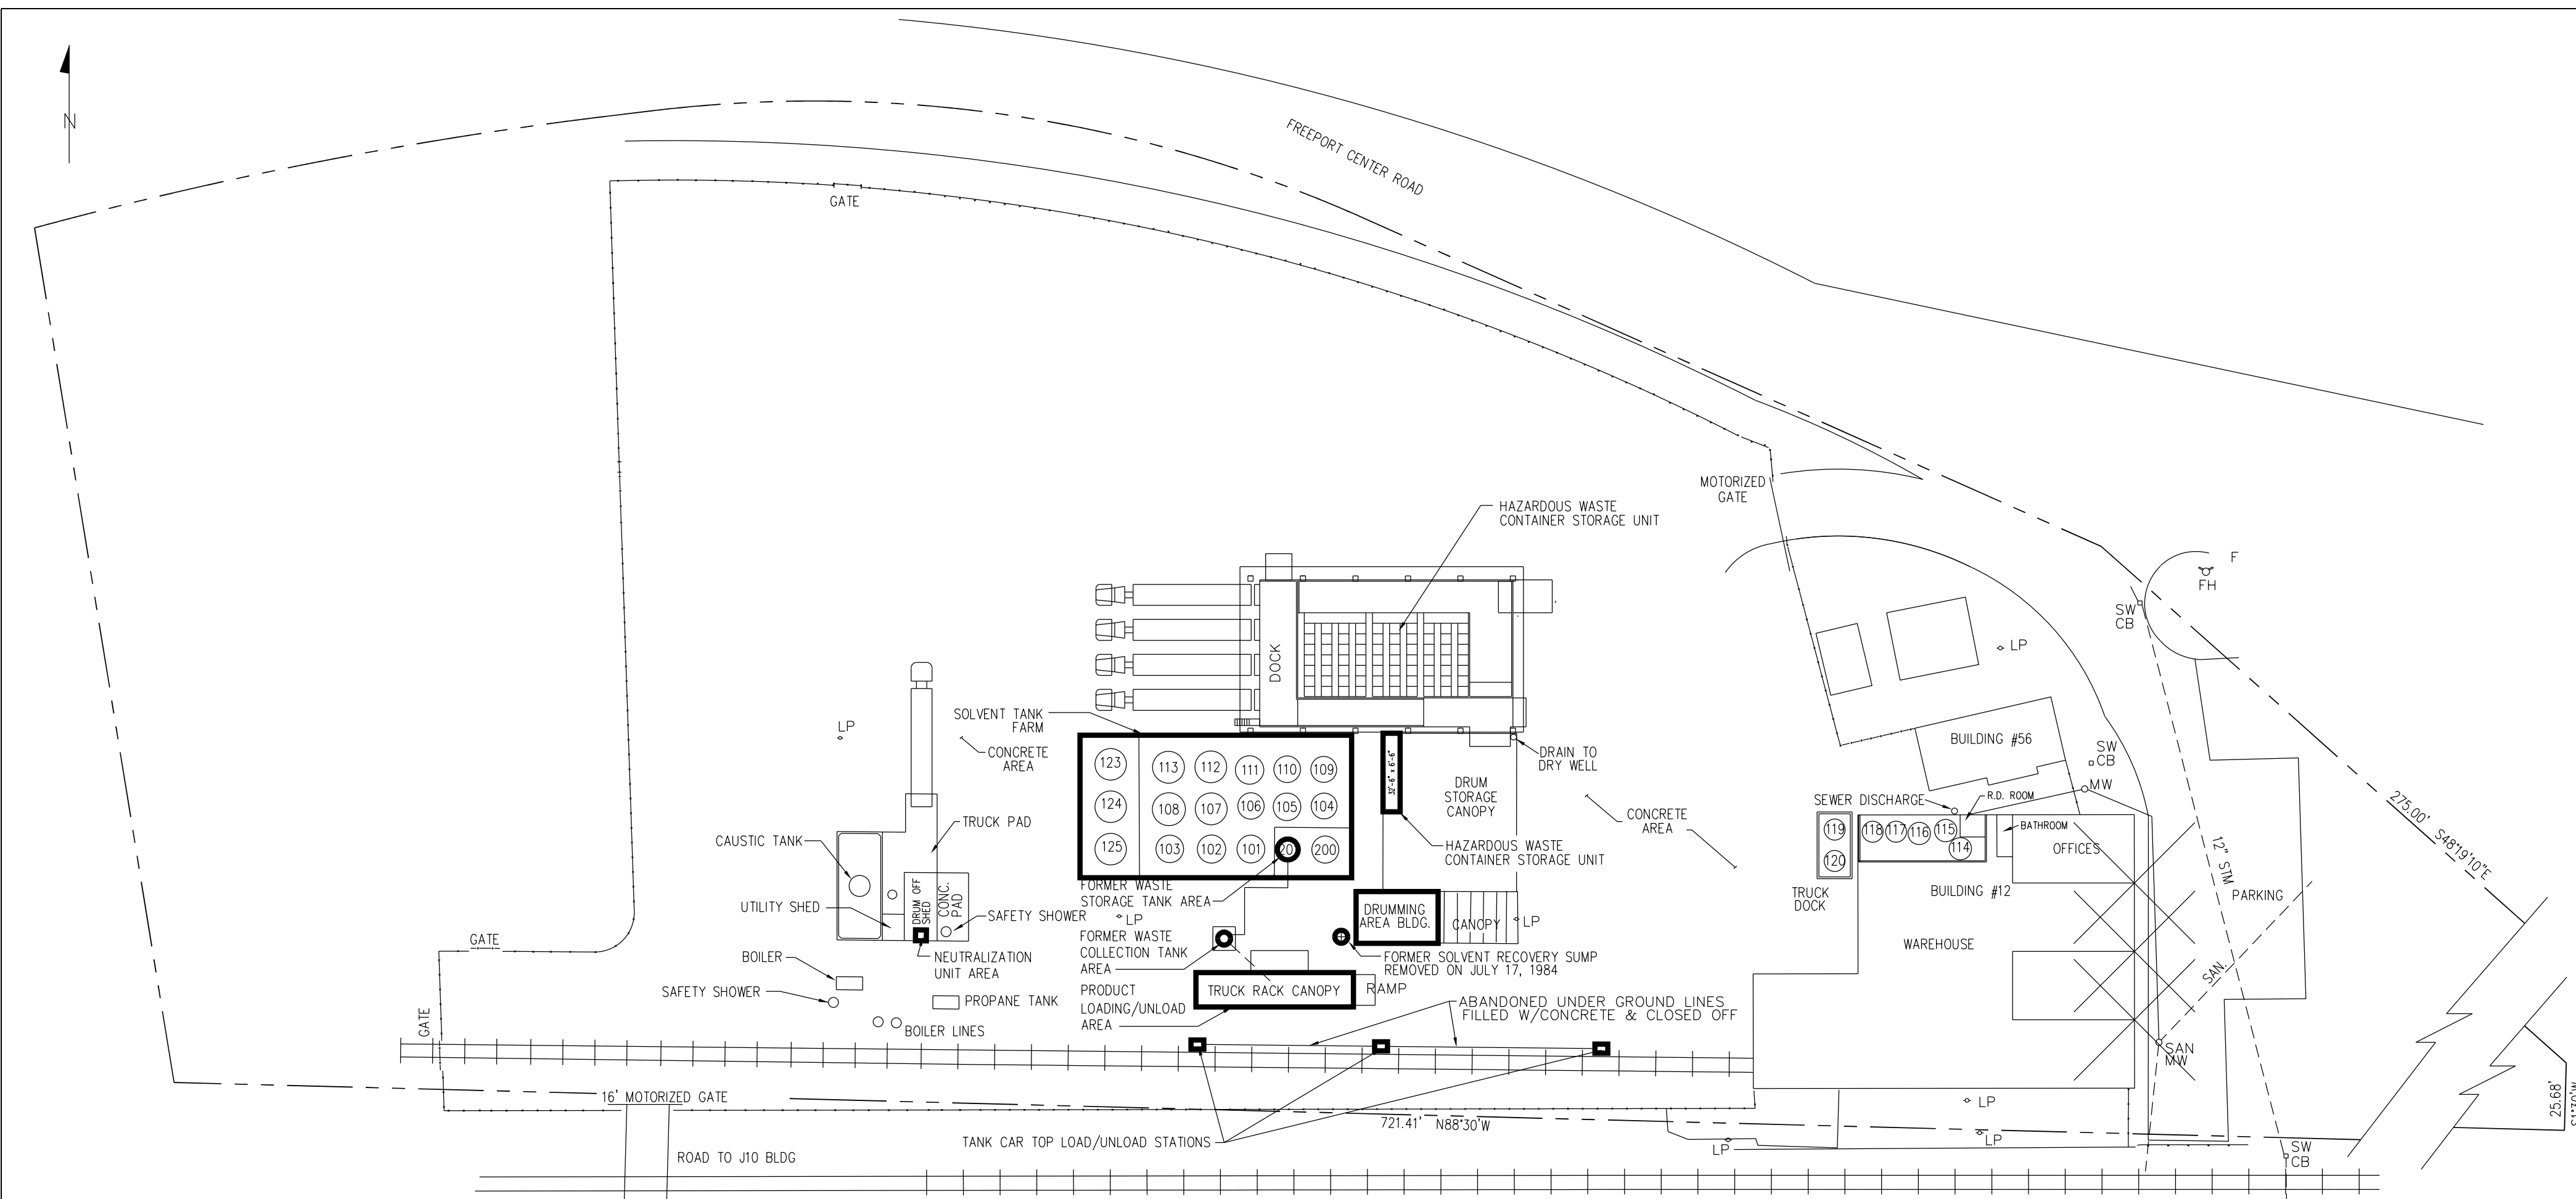 N
FREEPORT CENTER ROAD
GATE
MOTORIZED
GATE
HAZARDOUS WASTE
CONTAINER STORAGE UNIT
F
FH
SW
CB
LP
DOCK
SOLVENT TANK
FARM
LP
CONCRETE
AREA
123
113
112
111
110
109
124
108
107
106
105
104
125
103
102
101
200
32'-6" x 6'-6"
DRAIN TO
DRY WELL
DRUM
STORAGE
CANOPY
CONCRETE
AREA
HAZARDOUS WASTE
CONTAINER STORAGE UNIT
BUILDING #56
SW
CB
MW
SEWER DISCHARGE
R.D. ROOM
BATHROOM
OFFICES
119
120
118
117
116
115
114
TRUCK
DOCK
BUILDING #12
WAREHOUSE
12" STM
PARKING
SAN.
275.00' S48°19'10"E
TRUCK PAD
CAUSTIC TANK
UTILITY SHED
DRUM OFF
SHED
CONC.
PAD
SAFETY SHOWER
NEUTRALIZATION
UNIT AREA
FORMER WASTE
STORAGE TANK AREA
LP
FORMER WASTE
COLLECTION TANK
AREA
DRUMMING
AREA BLDG.
CANOPY
LP
FORMER SOLVENT RECOVERY SUMP
REMOVED ON JULY 17, 1984
GATE
BOILER
SAFETY SHOWER
PROPANE TANK
BOILER LINES
PRODUCT
LOADING/UNLOAD
AREA
TRUCK RACK CANOPY
RAMP
ABANDONED UNDER GROUND LINES
FILLED W/CONCRETE & CLOSED OFF
GATE
SAN
MW
16' MOTORIZED GATE
721.41' N88°30'W
LP
LP
LP
25.68'
S1°30'W
TANK CAR TOP LOAD/UNLOAD STATIONS
ROAD TO J10 BLDG
SW
CB